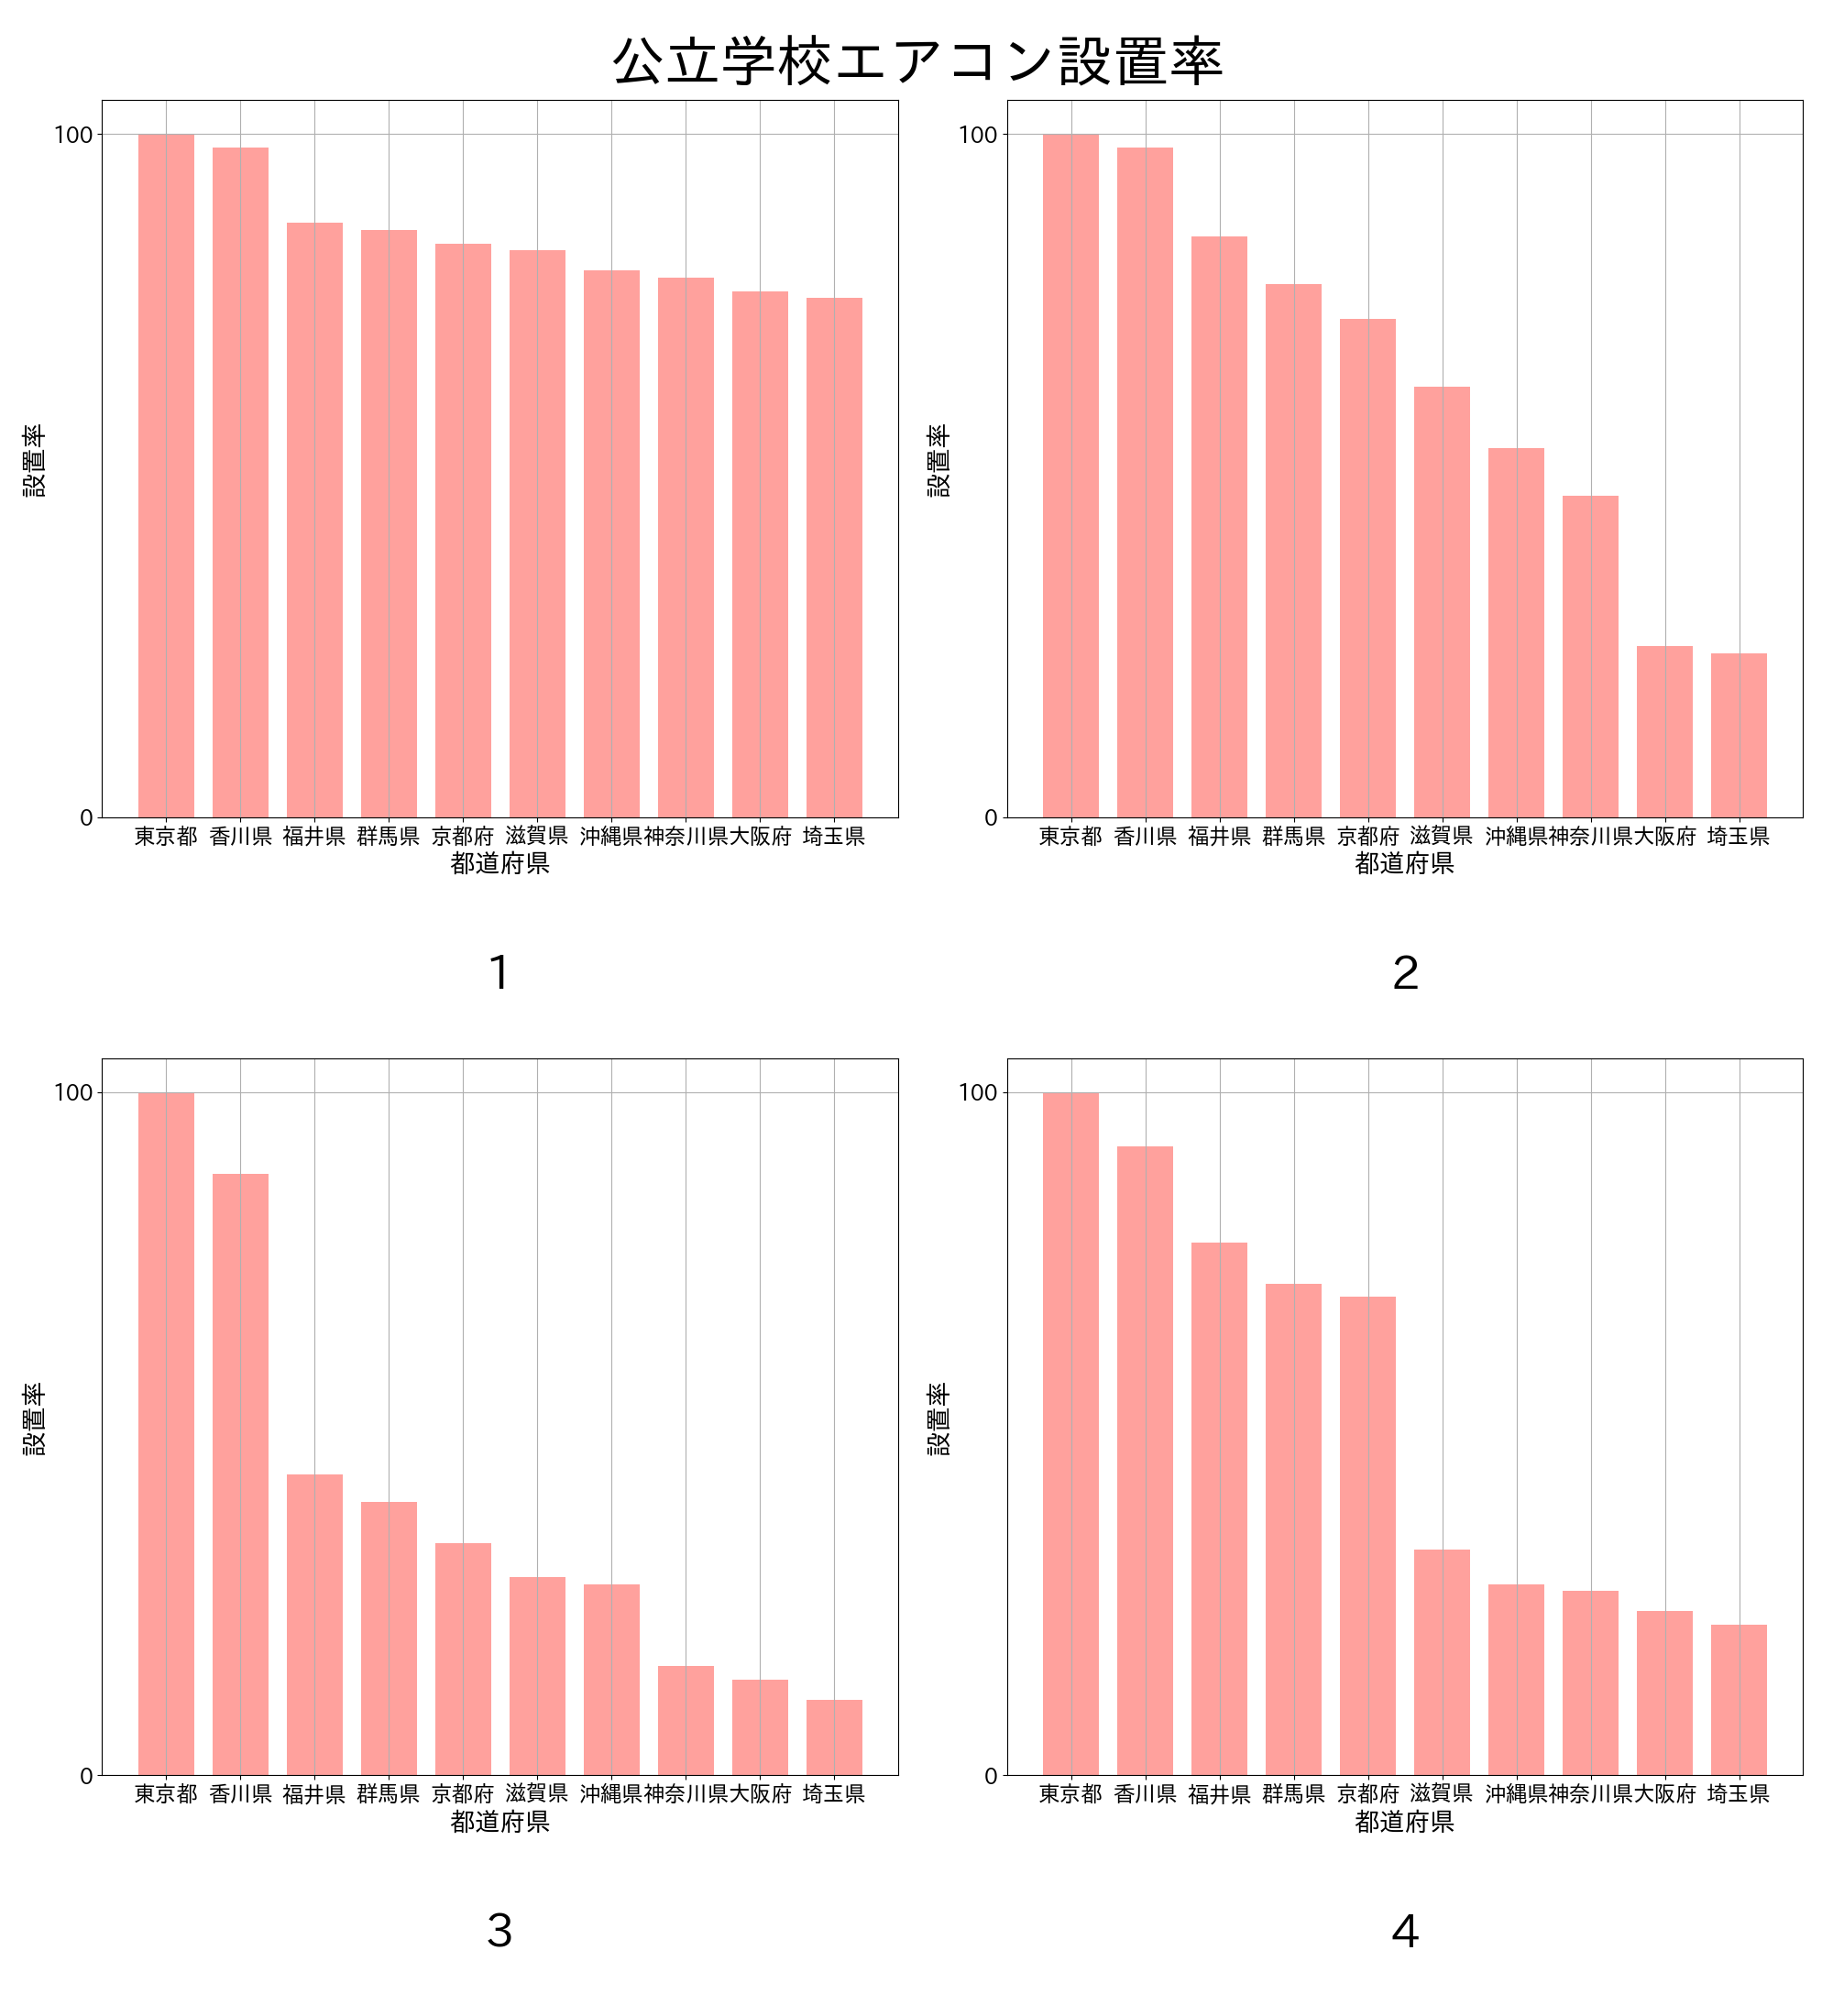 公立学校エアコン設置率
100
0
設置率
東京都 香川県 福井県 群馬県 京都府 滋賀県 沖縄県 神奈川県 大阪府 埼玉県
都道府県
1
100
0
設置率
東京都 香川県 福井県 群馬県 京都府 滋賀県 沖縄県 神奈川県 大阪府 埼玉県
都道府県
2
100
0
設置率
東京都 香川県 福井県 群馬県 京都府 滋賀県 沖縄県 神奈川県 大阪府 埼玉県
都道府県
3
100
0
設置率
東京都 香川県 福井県 群馬県 京都府 滋賀県 沖縄県 神奈川県 大阪府 埼玉県
都道府県
4